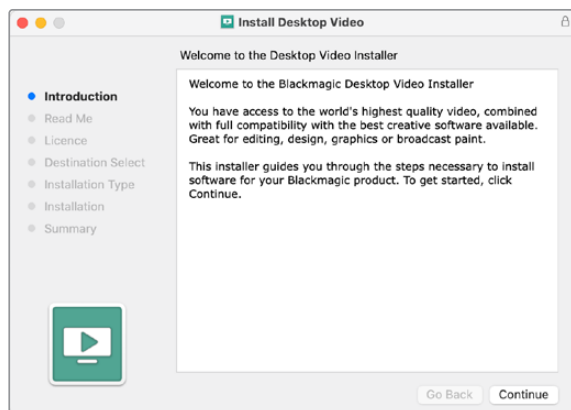 Install Desktop Video
Welcome to the Desktop Video Installer
Introduction
Read Me
Licence
Destination Select
Installation Type
Installation
Summary
Welcome to the Blackmagic Desktop Video Installer
You have access to the world's highest quality video, combined
with full compatibility with the best creative software available.
Great for editing, design, graphics or broadcast paint.
This installer guides you through the steps necessary to install
software for your Blackmagic product. To get started, click
Continue.
Go Back
Continue